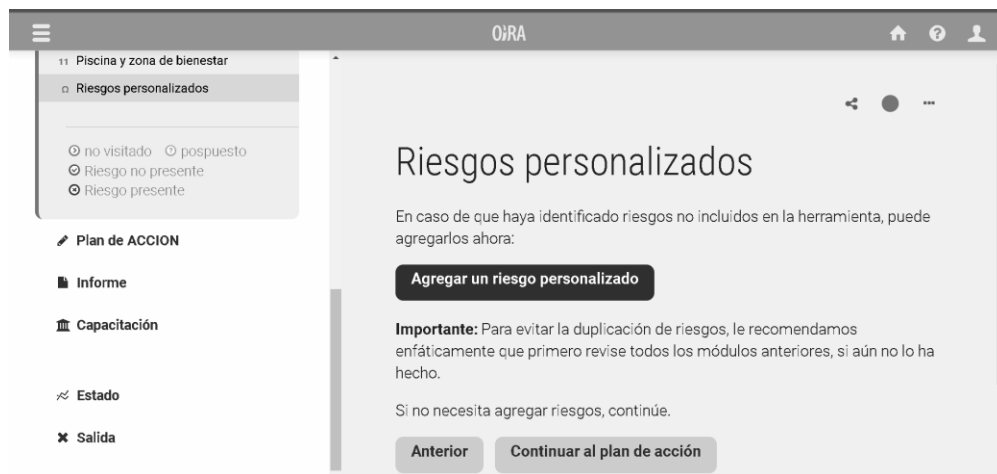 OiRA
11 Piscina y zona de bienestar
Ω Riesgos personalizados
no visitado pospuesto
Riesgo no presente
Riesgo presente
Plan de ACCION
Informe
Capacitación
Estado
Salida
Riesgos personalizados
En caso de que haya identificado riesgos no incluidos en la herramienta, puede
agregarlos ahora:
Agregar un riesgo personalizado
Importante: Para evitar la duplicación de riesgos, le recomendamos
enfáticamente que primero revise todos los módulos anteriores, si aún no lo ha
hecho.
Si no necesita agregar riesgos, continúe.
Anterior Continuar al plan de acción